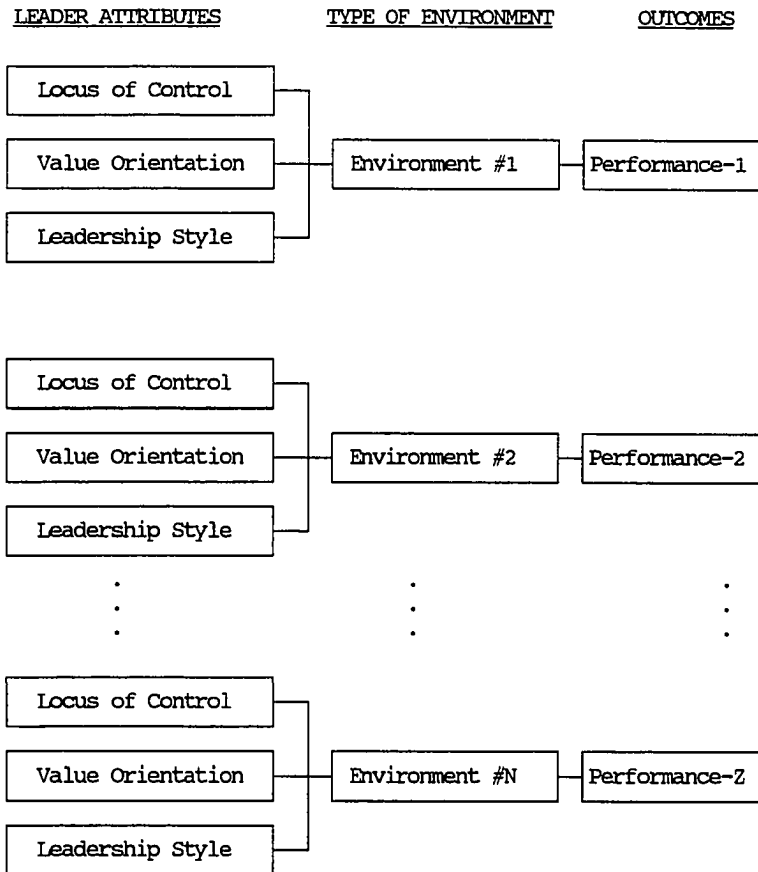 LEADER ATTRIBUTES TYPE OF ENVIRONMENT OUTCOMES
Locus of Control
Value Orientation Environment #1 Performance-1
Leadership Style
Locus of Control
Value Orientation Environment #2 Performance-2
Leadership Style
Locus of Control
Value Orientation Environment #N Performance-Z
Leadership Style